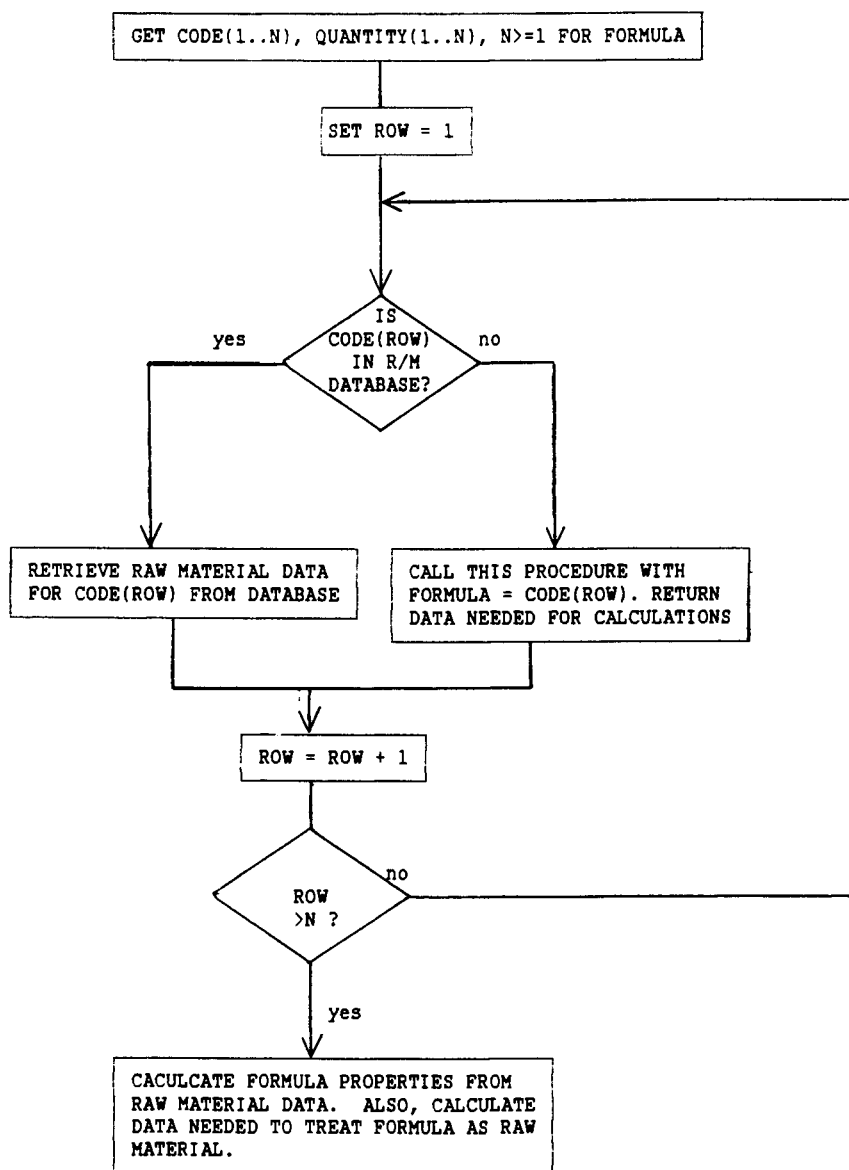 GET CODE(1..N), QUANTITY(1..N), N>=1 FOR FORMULA
SET ROW = 1
IS
CODE(ROW)
IN R/M
DATABASE?
yes
no
RETRIEVE RAW MATERIAL DATA
FOR CODE(ROW) FROM DATABASE
CALL THIS PROCEDURE WITH
FORMULA = CODE(ROW). RETURN
DATA NEEDED FOR CALCULATIONS
ROW = ROW + 1
ROW
>N ?
no
yes
CACULCATE FORMULA PROPERTIES FROM
RAW MATERIAL DATA. ALSO, CALCULATE
DATA NEEDED TO TREAT FORMULA AS RAW
MATERIAL.